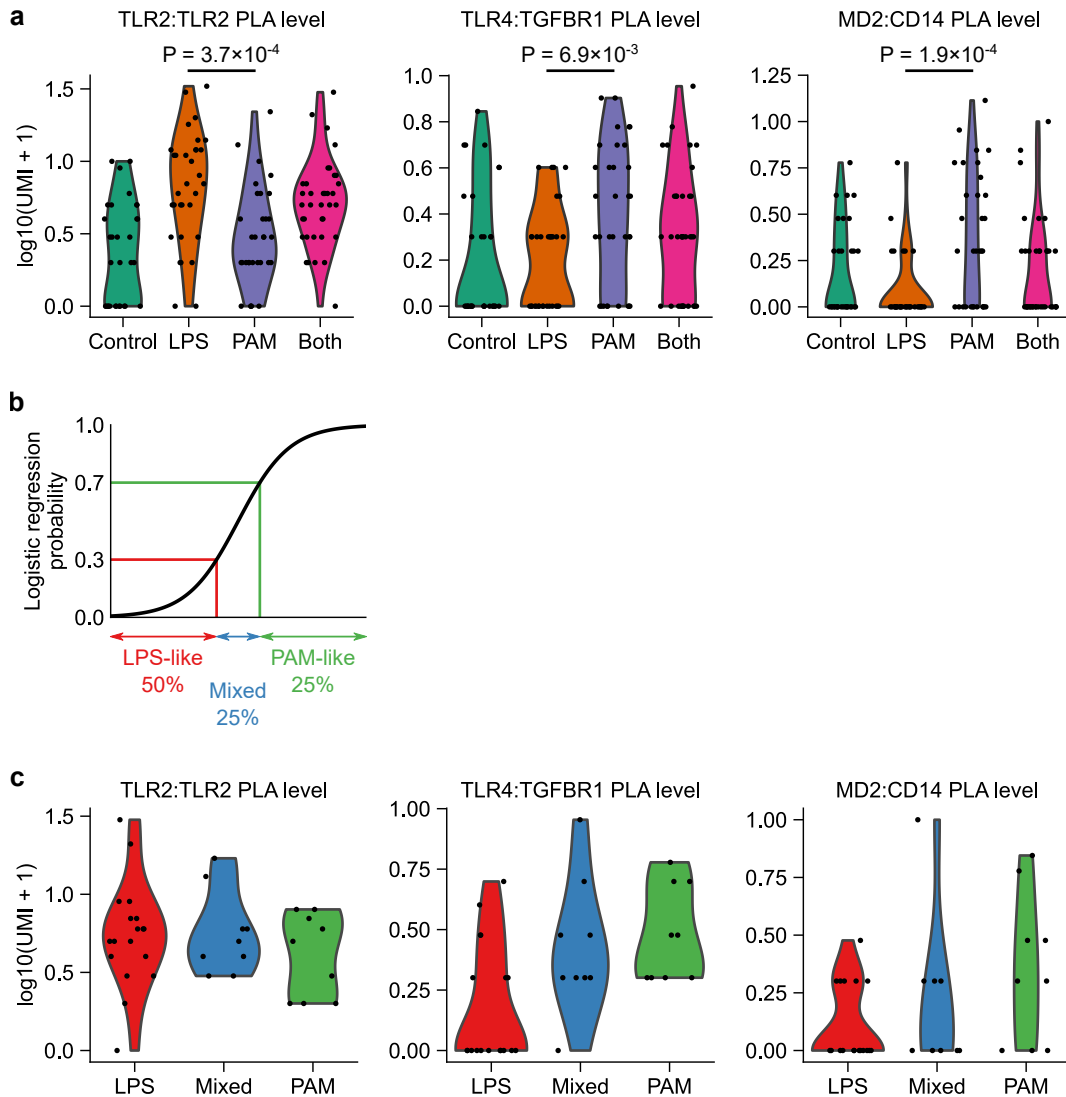 a
TLR2:TLR2 PLA level
TLR4:TGFBR1 PLA level
MD2:CD14 PLA level
P = 3.7×10⁻⁴
P = 6.9×10⁻³
P = 1.9×10⁻⁴
log10(UMI + 1)
1.5
1.0
0.5
0.0
Control LPS PAM Both
1.0
0.8
0.6
0.4
0.2
0.0
Control LPS PAM Both
1.25
1.00
0.75
0.50
0.25
0.00
Control LPS PAM Both
b
Logistic regression
probability
1.0
0.7
0.3
0.0
LPS-like
50%
Mixed
25%
PAM-like
25%
c
TLR2:TLR2 PLA level
TLR4:TGFBR1 PLA level
MD2:CD14 PLA level
log10(UMI + 1)
1.5
1.0
0.5
0.0
LPS Mixed PAM
1.00
0.75
0.50
0.25
0.00
LPS Mixed PAM
1.00
0.75
0.50
0.25
0.00
LPS Mixed PAM